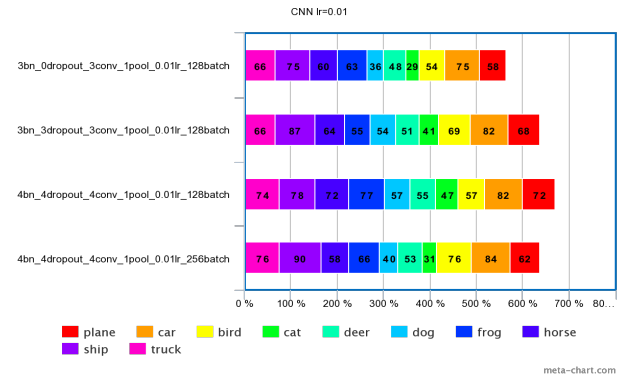 CNN lr=0.01
3bn_0dropout_3conv_1pool_0.01lr_128batch
66 75 60 63 36 48 29 54 75 58
3bn_3dropout_3conv_1pool_0.01lr_128batch
66 87 64 55 54 51 41 69 82 68
4bn_4dropout_4conv_1pool_0.01lr_128batch
74 78 72 77 57 55 47 57 82 72
4bn_4dropout_4conv_1pool_0.01lr_256batch
76 90 58 66 40 53 31 76 84 62
0 % 100 % 200 % 300 % 400 % 500 % 600 % 700 % 80...
plane car bird cat deer dog frog horse
ship truck
meta-chart.com